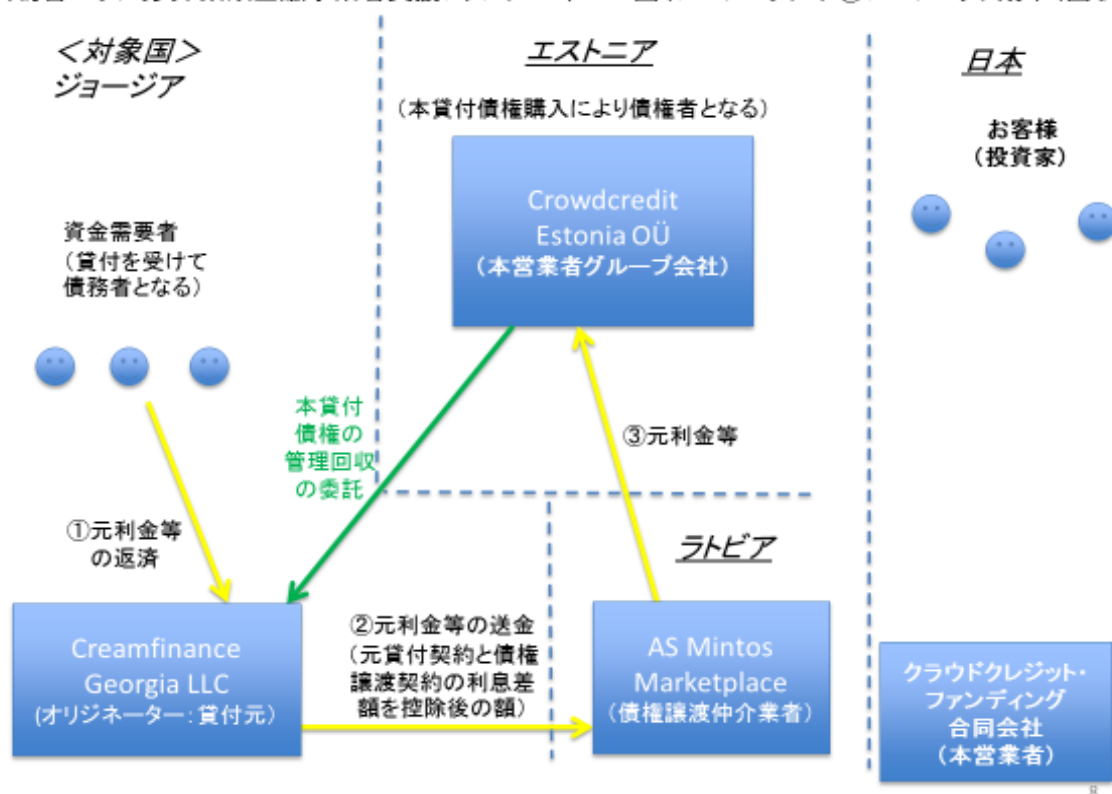 ＜対象国＞
ジョージア
エストニア
日本
（本貸付債権購入により債権者となる）
お客様
（投資家）
Crowdcredit
Estonia OÜ
（本営業者グループ会社）
資金需要者
（貸付を受けて
債務者となる）
本貸付
債権の
管理回収
の委託
③元利金等
①元利金等
の返済
ラトビア
②元利金等の送金
（元貸付契約と債権
譲渡契約の利息差
額を控除後の額）
Creamfinance
Georgia LLC
(オリジネーター：貸付元)
AS Mintos
Marketplace
（債権譲渡仲介業者）
クラウドクレジット・
ファンディング
合同会社
（本営業者）
8